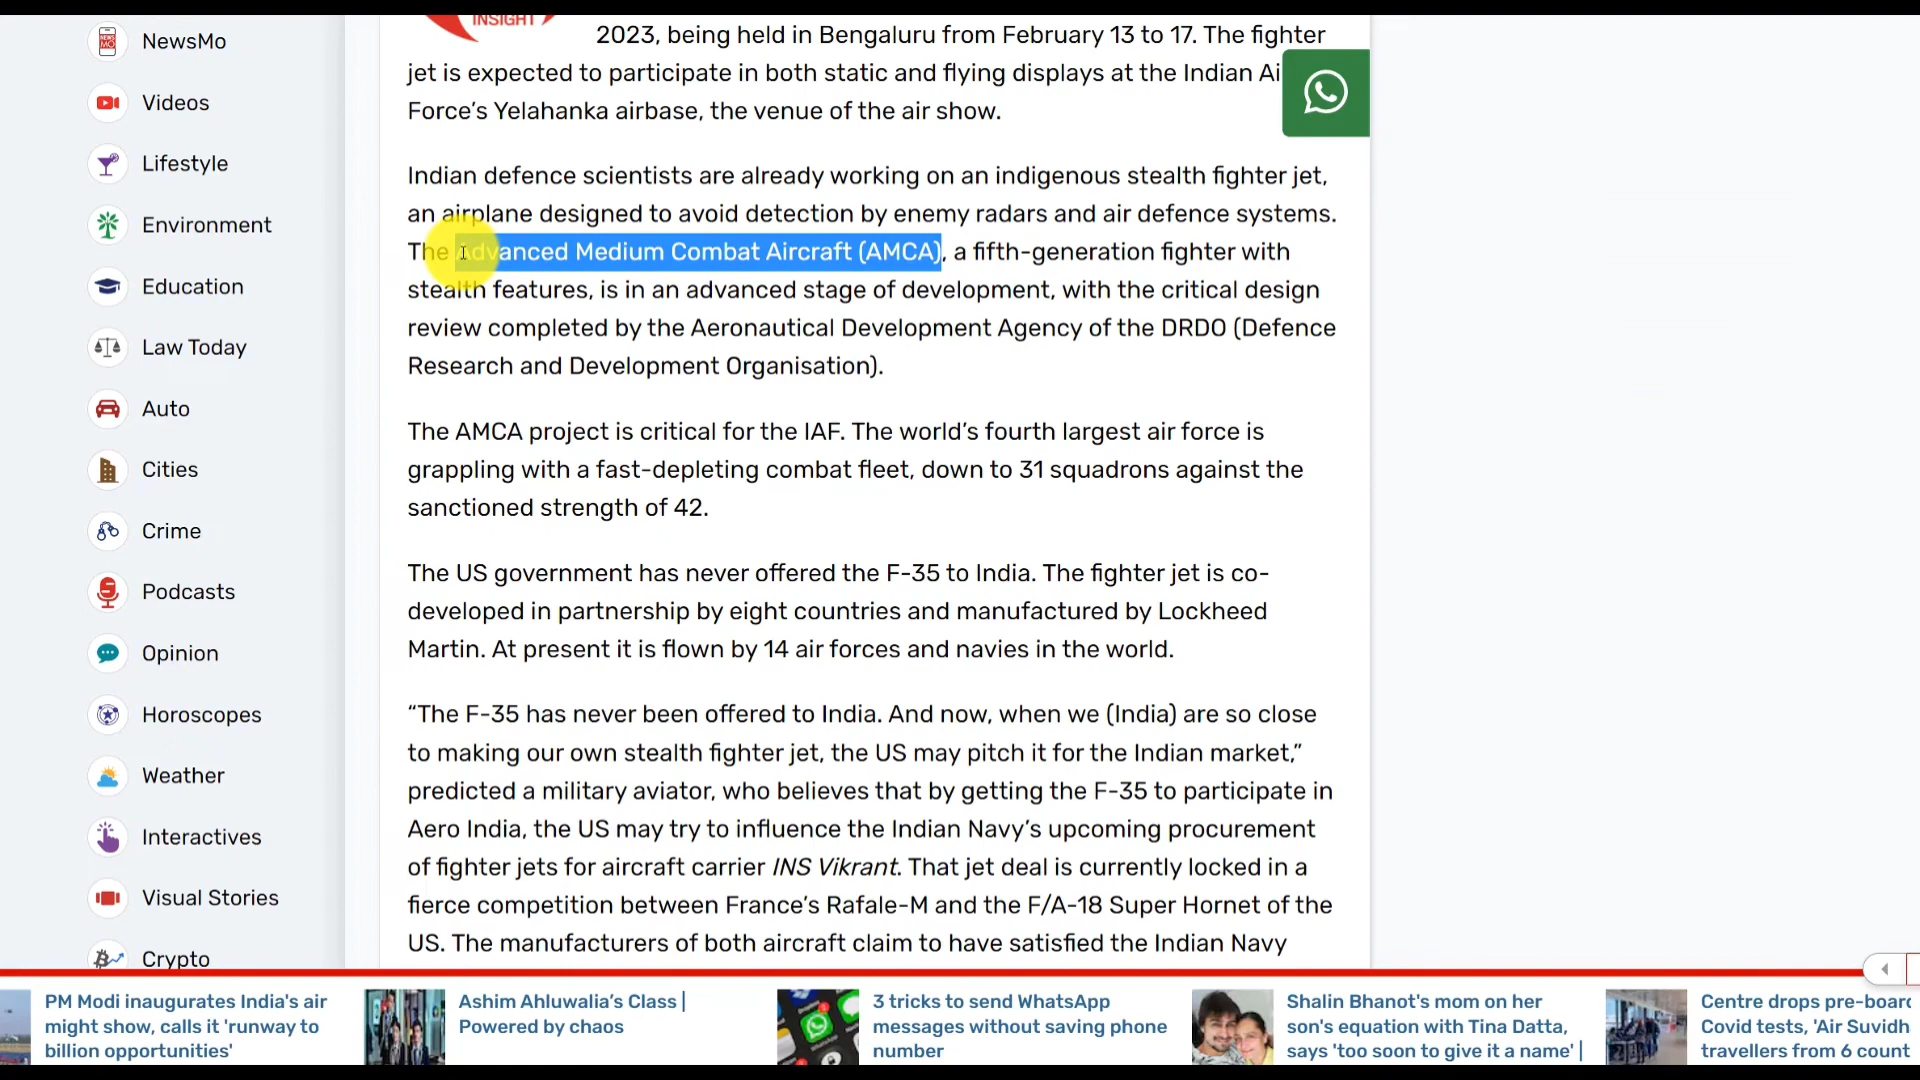 NewsMo
Videos
Lifestyle
Environment
Education
Law Today
Auto
Cities
Crime
Podcasts
Opinion
Horoscopes
Weather
Interactives
Visual Stories
Crypto
INSIGHT
2023, being held in Bengaluru from February 13 to 17. The fighter
jet is expected to participate in both static and flying displays at the Indian Ai
Force’s Yelahanka airbase, the venue of the air show.
Indian defence scientists are already working on an indigenous stealth fighter jet,
an airplane designed to avoid detection by enemy radars and air defence systems.
The Advanced Medium Combat Aircraft (AMCA), a fifth-generation fighter with
stealth features, is in an advanced stage of development, with the critical design
review completed by the Aeronautical Development Agency of the DRDO (Defence
Research and Development Organisation).
The AMCA project is critical for the IAF. The world’s fourth largest air force is
grappling with a fast-depleting combat fleet, down to 31 squadrons against the
sanctioned strength of 42.
The US government has never offered the F-35 to India. The fighter jet is co-
developed in partnership by eight countries and manufactured by Lockheed
Martin. At present it is flown by 14 air forces and navies in the world.
“The F-35 has never been offered to India. And now, when we (India) are so close
to making our own stealth fighter jet, the US may pitch it for the Indian market,”
predicted a military aviator, who believes that by getting the F-35 to participate in
Aero India, the US may try to influence the Indian Navy’s upcoming procurement
of fighter jets for aircraft carrier INS Vikrant. That jet deal is currently locked in a
fierce competition between France’s Rafale-M and the F/A-18 Super Hornet of the
US. The manufacturers of both aircraft claim to have satisfied the Indian Navy
PM Modi inaugurates India's air
might show, calls it 'runway to
billion opportunities'
Ashim Ahluwalia’s Class |
Powered by chaos
3 tricks to send WhatsApp
messages without saving phone
number
Shalin Bhanot's mom on her
son's equation with Tina Datta,
says 'too soon to give it a name' |
Centre drops pre-boarc
Covid tests, 'Air Suvidh
travellers from 6 count